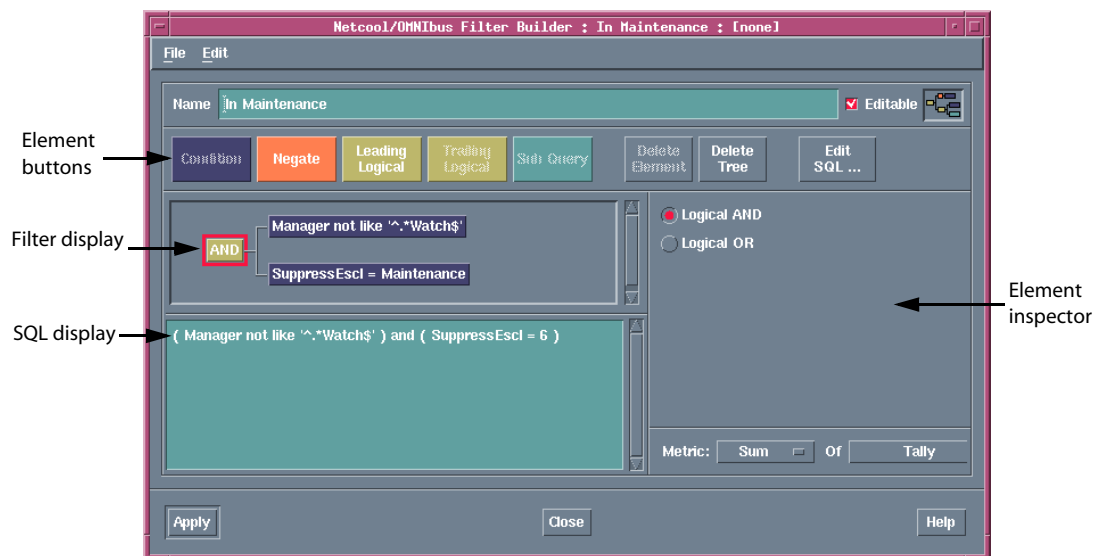 Netcool/OMNIbus Filter Builder : In Maintenance : [none]
File Edit
Name In Maintenance Editable
Element buttons
Condition Negate Leading Logical Trailing Logical Sub Query Delete Element Delete Tree Edit SQL ...
Filter display
AND
Manager not like '^.*Watch$'
SuppressEscl = Maintenance
Logical AND
Logical OR
Element inspector
SQL display
( Manager not like '^.*Watch$' ) and ( SuppressEscl = 6 )
Metric: Sum Of Tally
Apply Close Help